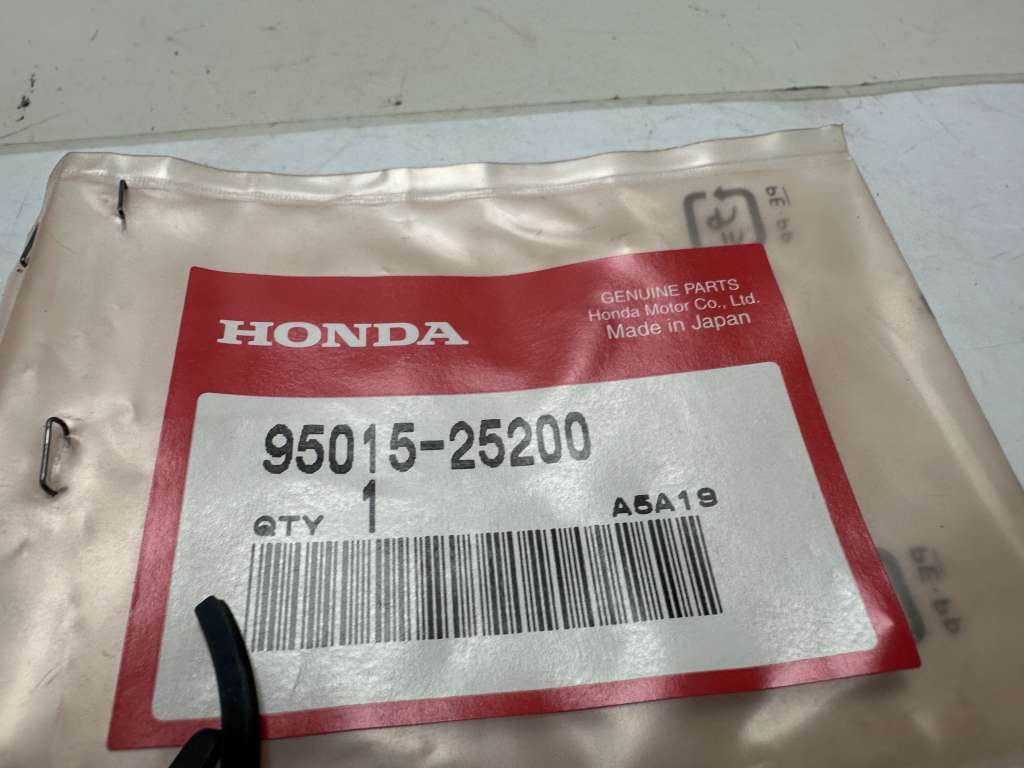 HONDA
GENUINE PARTS
Honda Motor Co., Ltd.
Made in Japan
95015-25200
QTY 1
A5A19